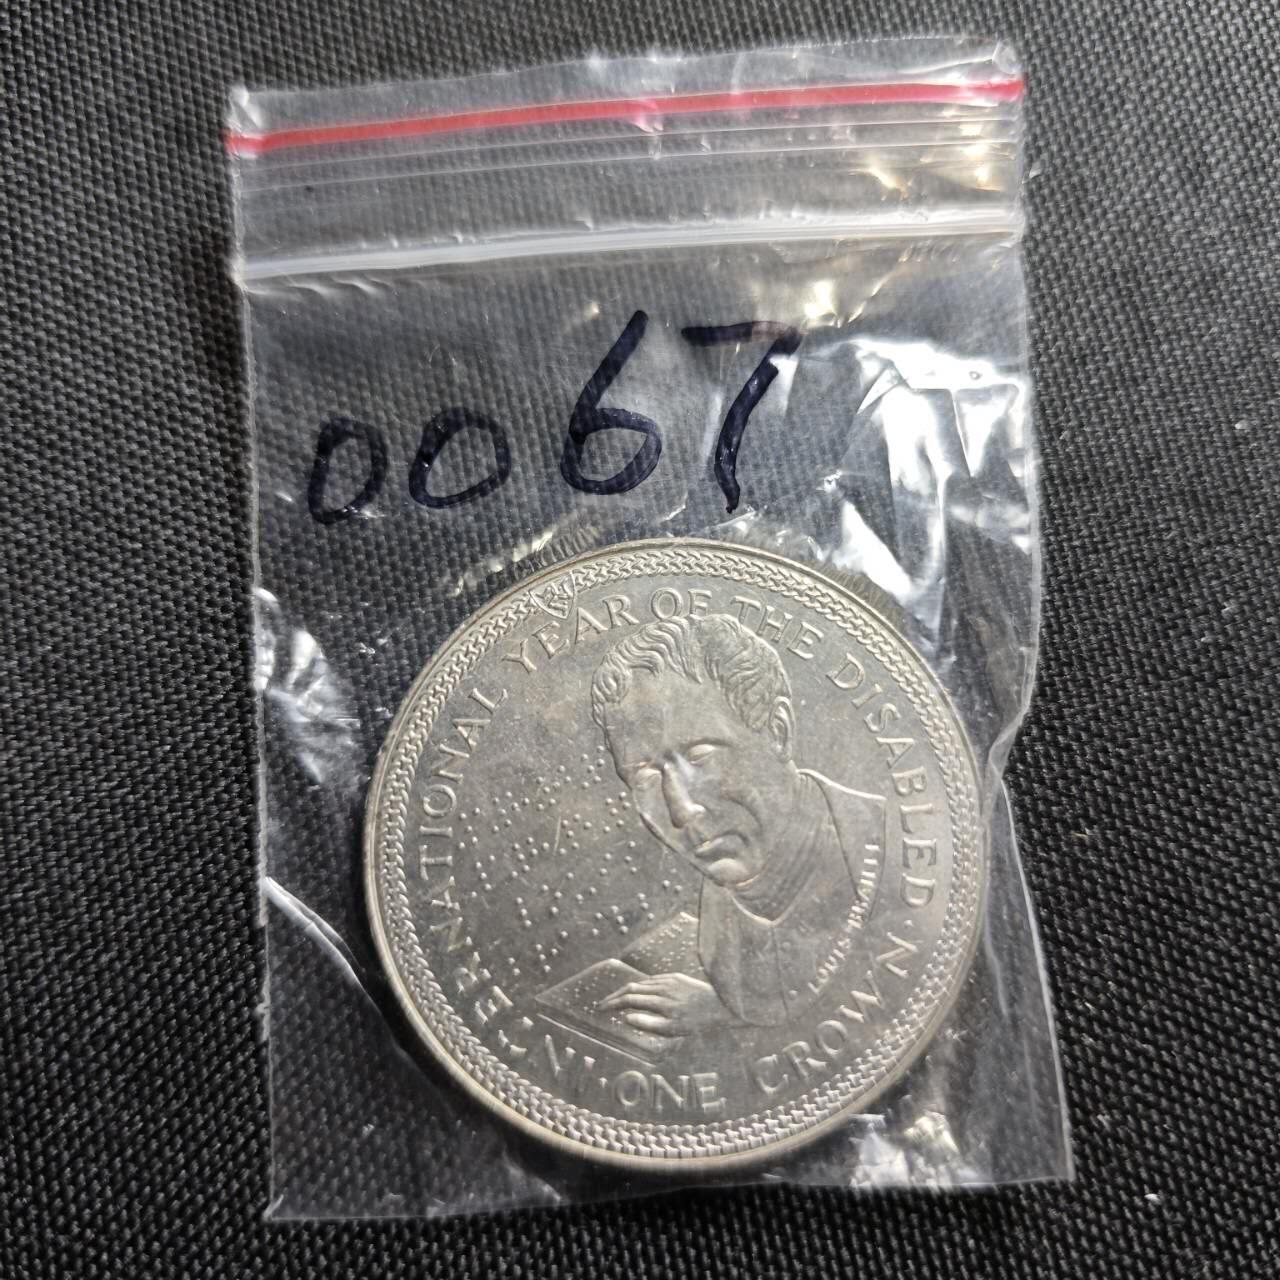 0067
INTERNATIONAL YEAR OF THE DISABLED
LOUIS BRAILLE
ONE CROWN